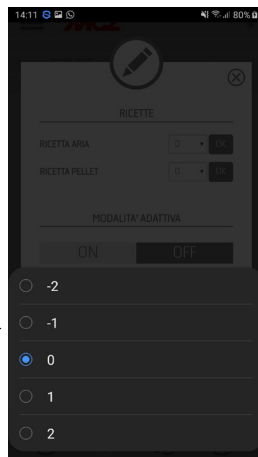 14:11 80%
MCZ
RICETTE
RICETTA ARIA 0 OK
RICETTA PELLET 0 OK
MODALITA' ADATTIVA
ON OFF
-2
-1
0
1
2